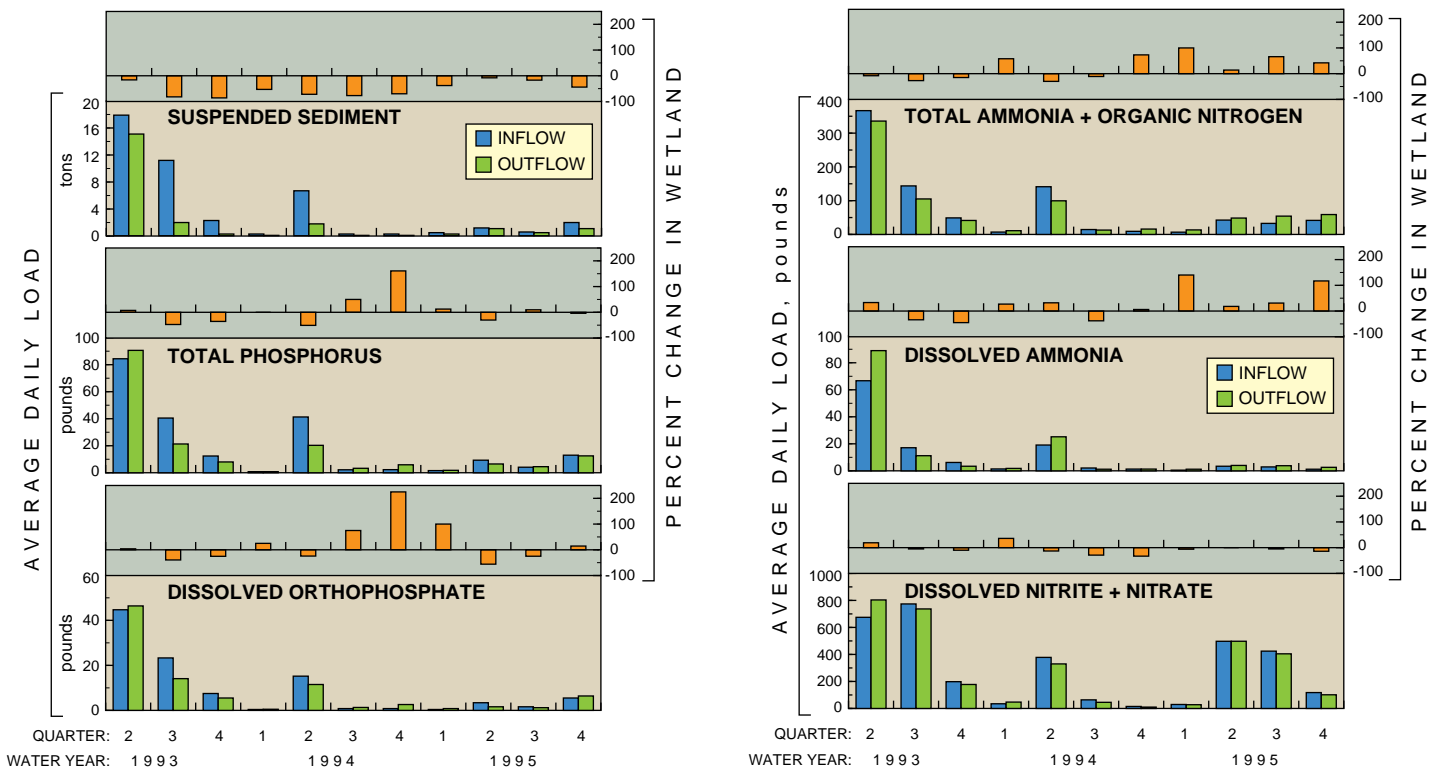 200
100
0
-100
SUSPENDED SEDIMENT
INFLOW
OUTFLOW
20
16
12
8
4
0
tons
200
100
0
-100
TOTAL PHOSPHORUS
100
80
60
40
20
0
pounds
200
100
0
-100
DISSOLVED ORTHOPHOSPHATE
60
40
20
0
pounds
AVERAGE DAILY LOAD
PERCENT CHANGE IN WETLAND
QUARTER: 2 3 4 1 2 3 4 1 2 3 4
WATER YEAR: 1993 1994 1995
200
100
0
-100
TOTAL AMMONIA + ORGANIC NITROGEN
400
300
200
100
0
200
100
0
-100
DISSOLVED AMMONIA
INFLOW
OUTFLOW
100
80
60
40
20
0
200
100
0
-100
DISSOLVED NITRITE + NITRATE
1000
800
600
400
200
0
AVERAGE DAILY LOAD, pounds
PERCENT CHANGE IN WETLAND
QUARTER: 2 3 4 1 2 3 4 1 2 3 4
WATER YEAR: 1993 1994 1995